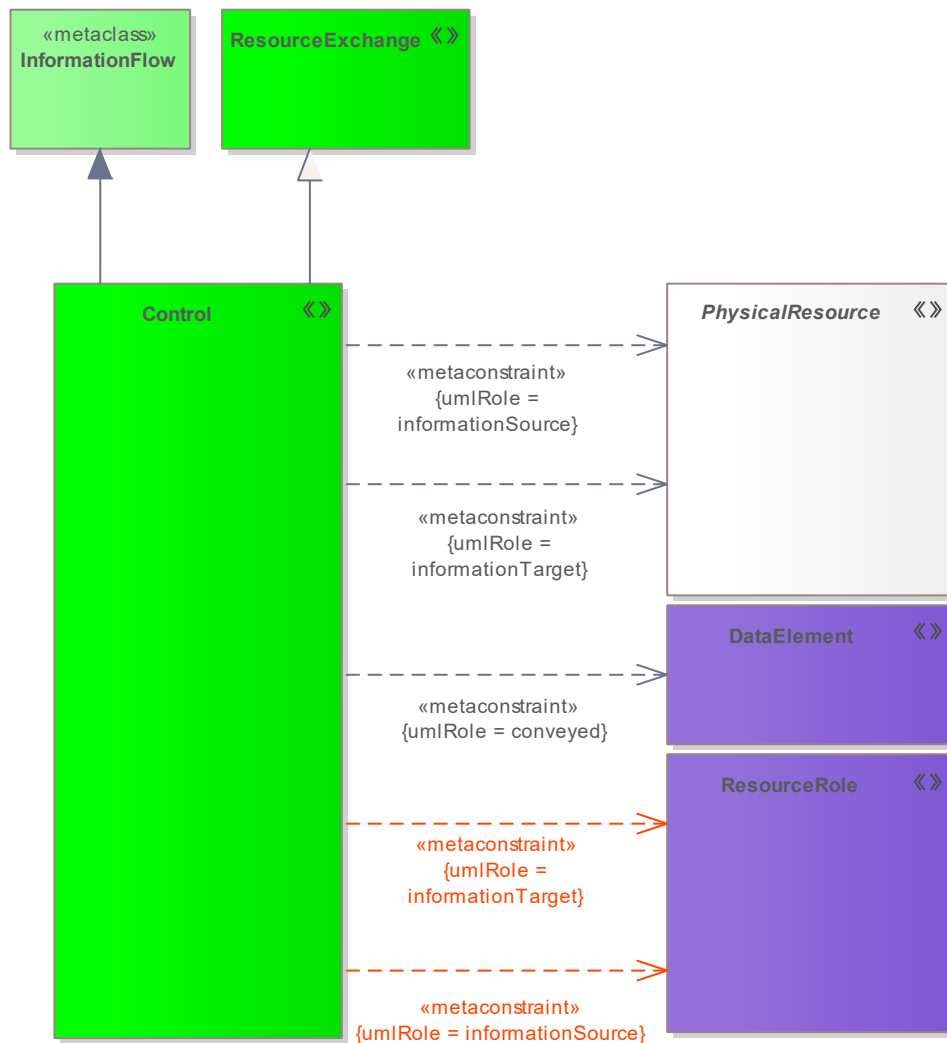 «metaclass»
InformationFlow
ResourceExchange «»
Control «»
PhysicalResource «»
«metaconstraint»
{umlRole =
informationSource}
«metaconstraint»
{umlRole =
informationTarget}
DataElement «»
«metaconstraint»
{umlRole = conveyed}
ResourceRole «»
«metaconstraint»
{umlRole =
informationTarget}
«metaconstraint»
{umlRole = informationSource}